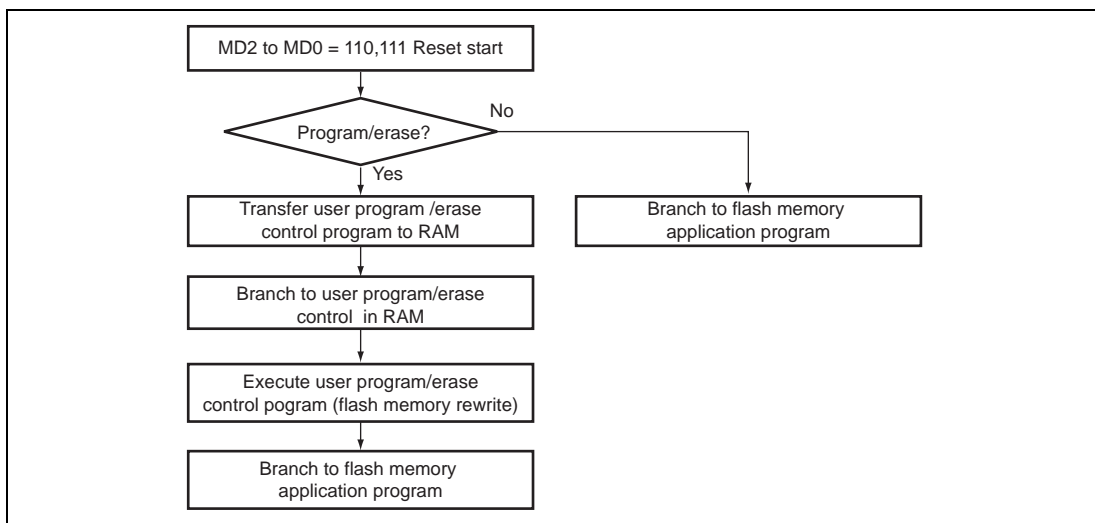 MD2 to MD0 = 110,111 Reset start
No
Program/erase?
Yes
Transfer user program /erase
control program to RAM
Branch to flash memory
application program
Branch to user program/erase
control in RAM
Execute user program/erase
control pogram (flash memory rewrite)
Branch to flash memory
application program